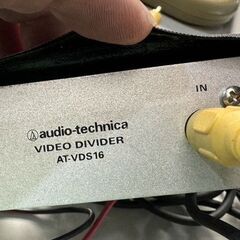 audio-technica
VIDEO DIVIDER
AT-VDS16
IN